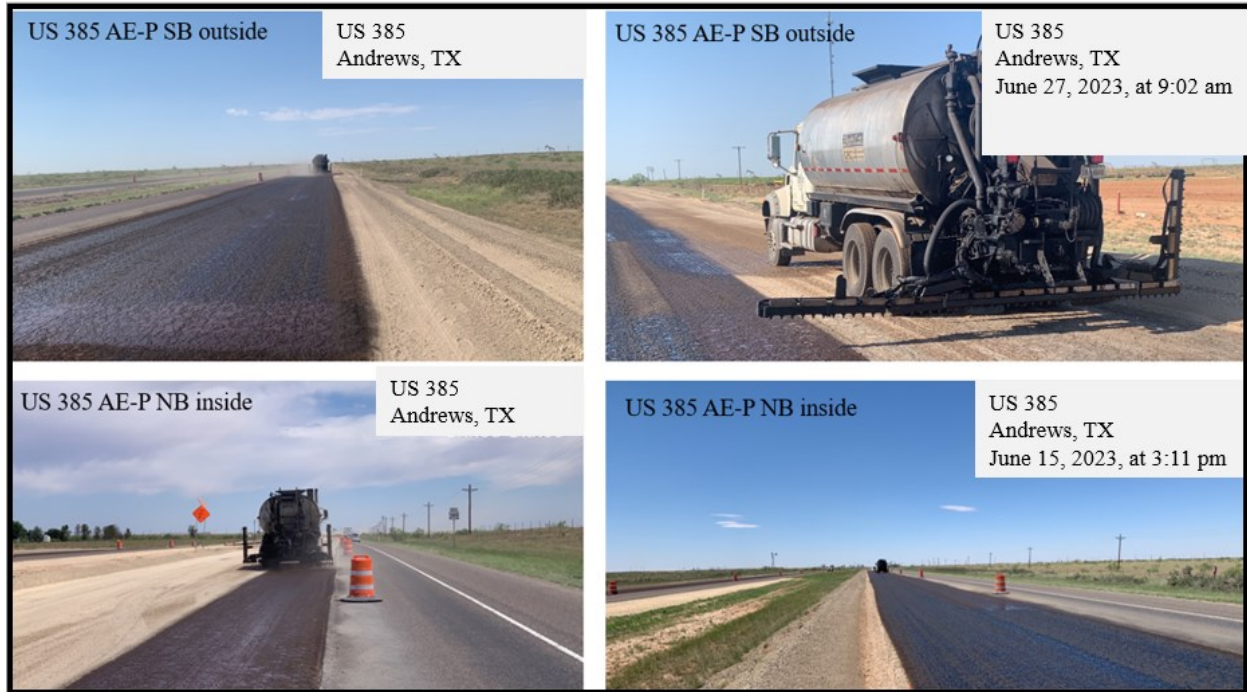 US 385 AE-P SB outside
US 385
Andrews, TX
US 385 AE-P SB outside
US 385
Andrews, TX
June 27, 2023, at 9:02 am
US 385 AE-P NB inside
US 385
Andrews, TX
US 385 AE-P NB inside
US 385
Andrews, TX
June 15, 2023, at 3:11 pm